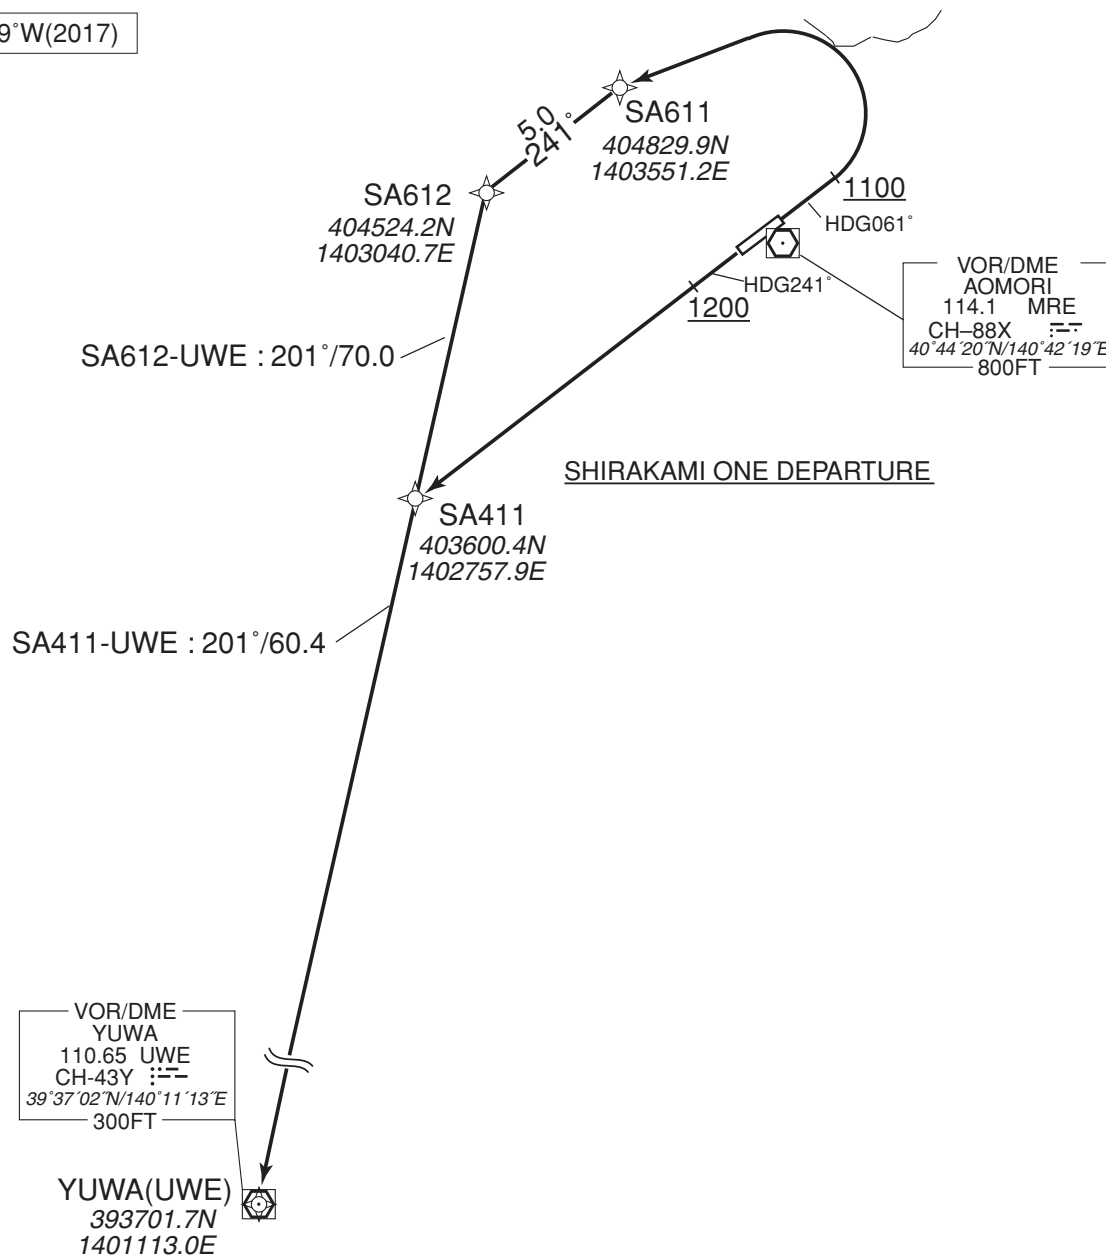 9°W(2017)
SA611
404829.9N
1403551.2E
5.0
241°
SA612
404524.2N
1403040.7E
1100
HDG061°
HDG241°
1200
VOR/DME
AOMORI
114.1 MRE
CH–88X
40°44´20˝N/140°42´19˝E
800FT
SA612-UWE : 201°/70.0
SHIRAKAMI ONE DEPARTURE
SA411
403600.4N
1402757.9E
SA411-UWE : 201°/60.4
VOR/DME
YUWA
110.65 UWE
CH-43Y
39°37´02˝N/140°11´13˝E
300FT
YUWA(UWE)
393701.7N
1401113.0E